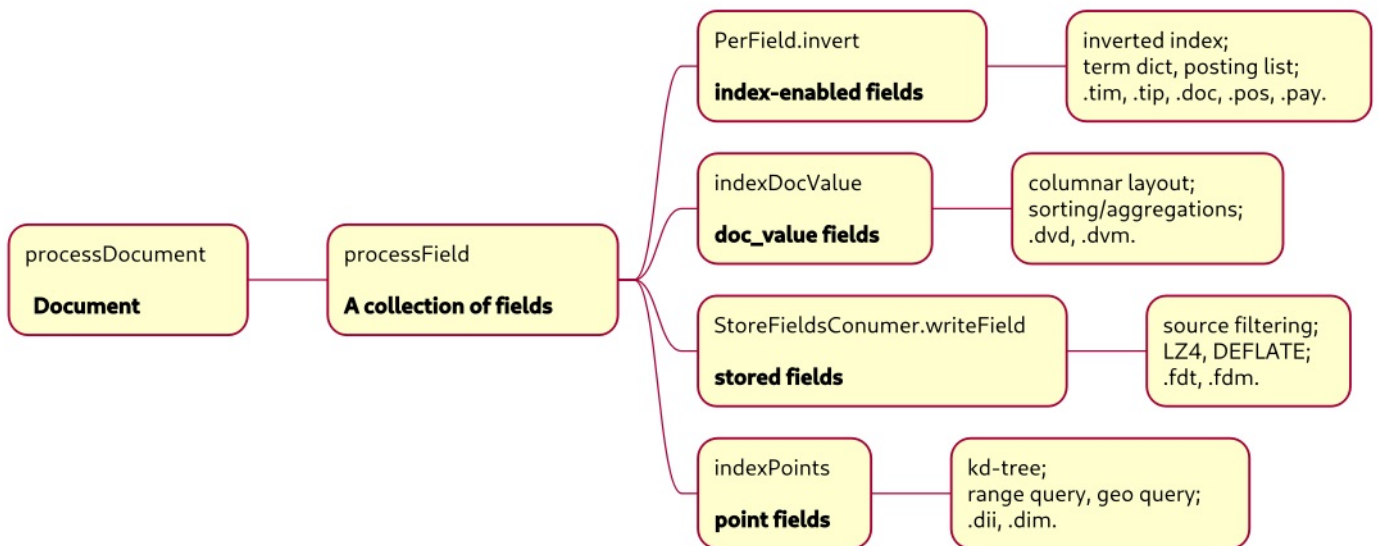 processDocument
Document
processField
A collection of fields
PerField.invert
index-enabled fields
inverted index;
term dict, posting list;
.tim, .tip, .doc, .pos, .pay.
indexDocValue
doc_value fields
columnar layout;
sorting/aggregations;
.dvd, .dvm.
StoreFieldsConumer.writeField
stored fields
source filtering;
LZ4, DEFLATE;
.fdt, .fdm.
indexPoints
point fields
kd-tree;
range query, geo query;
.dii, .dim.